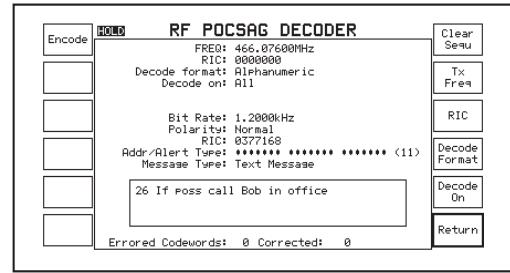 Encode
HOLD RF POCSAG DECODER
FREQ: 466.07600MHz
RIC: 0000000
Decode format: Alphanumeric
Decode on: All
Bit Rate: 1.2000kHz
Polarity: Normal
RIC: 0377168
Addr/Alert Type: ••••••• ••••••• •••••• (11)
Message Type: Text Message
26 If poss call Bob in office
Errored Codewords: 0 Corrected: 0
Clear
Sequ
Tx
Freq
RIC
Decode
Format
Decode
On
Return